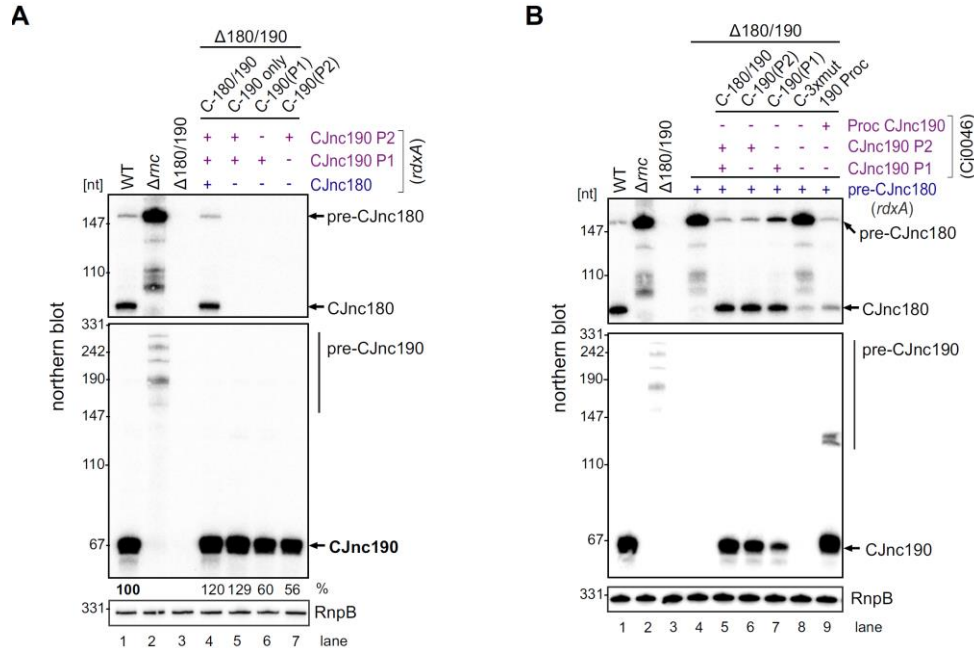 A
Δ180/190
C-180/190
C-190 only
C-190(P1)
C-190(P2)
WT
Δrnc
Δ180/190
+ + - + CJnc190 P2
+ + + - CJnc190 P1
+ - - - CJnc180
(rdxA)
[nt]
147
110
pre-CJnc180
CJnc180
331
242
190
147
110
67
pre-CJnc190
CJnc190
northern blot
100 120 129 60 56 %
331
RnpB
1 2 3 4 5 6 7 lane
B
Δ180/190
C-180/190
C-190(P2)
C-190(P1)
C-3xmut
190 Proc
WT
Δrnc
Δ180/190
- - - - + Proc CJnc190
+ + - - - CJnc190 P2
+ - + - - CJnc190 P1
(Cj0046)
+ + + + + + pre-CJnc180
(rdxA)
[nt]
147
110
pre-CJnc180
CJnc180
331
242
190
147
110
67
pre-CJnc190
CJnc190
northern blot
331
RnpB
1 2 3 4 5 6 7 8 9 lane